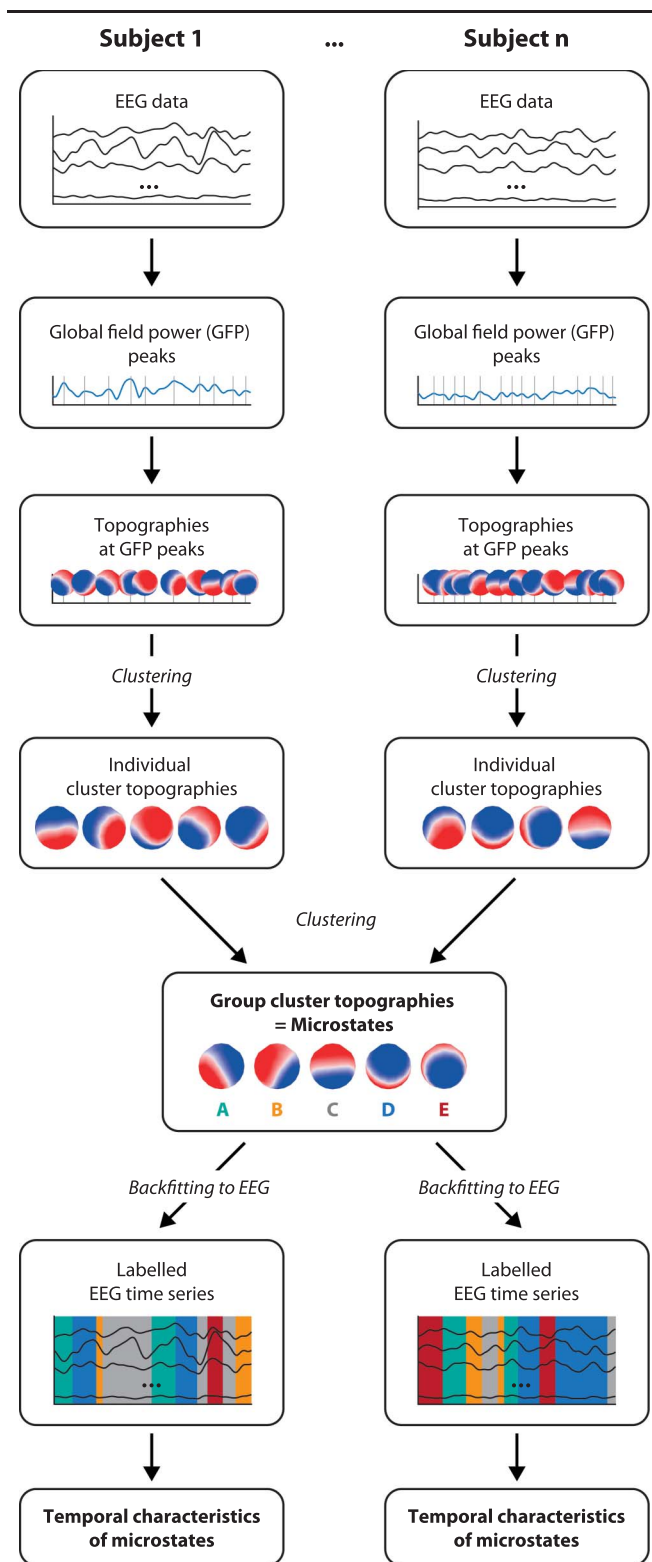 Subject 1 ... Subject n
EEG data
...
EEG data
...
Global field power (GFP)
peaks
Global field power (GFP)
peaks
Topographies
at GFP peaks
Topographies
at GFP peaks
Clustering
Clustering
Individual
cluster topographies
Individual
cluster topographies
Clustering
Group cluster topographies
= Microstates
A B C D E
Backfitting to EEG
Backfitting to EEG
Labelled
EEG time series
...
Labelled
EEG time series
...
Temporal characteristics
of microstates
Temporal characteristics
of microstates